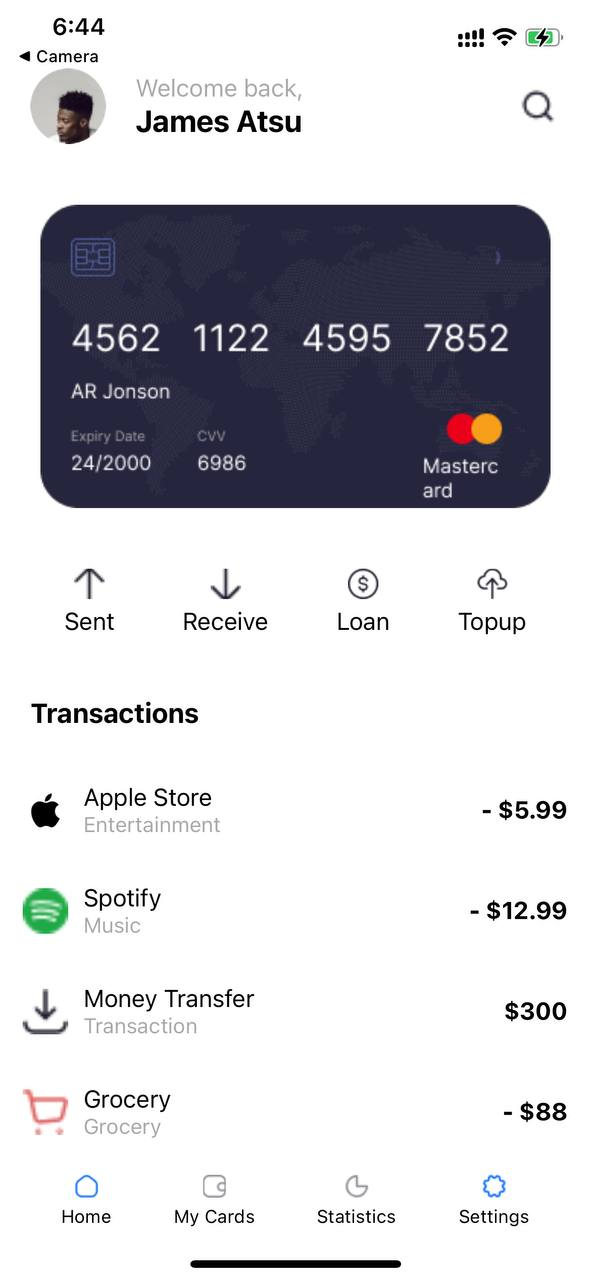 6:44
◀ Camera
Welcome back,
James Atsu
4562 1122 4595 7852
AR Jonson
Expiry Date CVV
24/2000 6986
Masterc
ard
Sent Receive Loan Topup
Transactions
Apple Store
Entertainment
- $5.99
Spotify
Music
- $12.99
Money Transfer
Transaction
$300
Grocery
Grocery
- $88
Home My Cards Statistics Settings